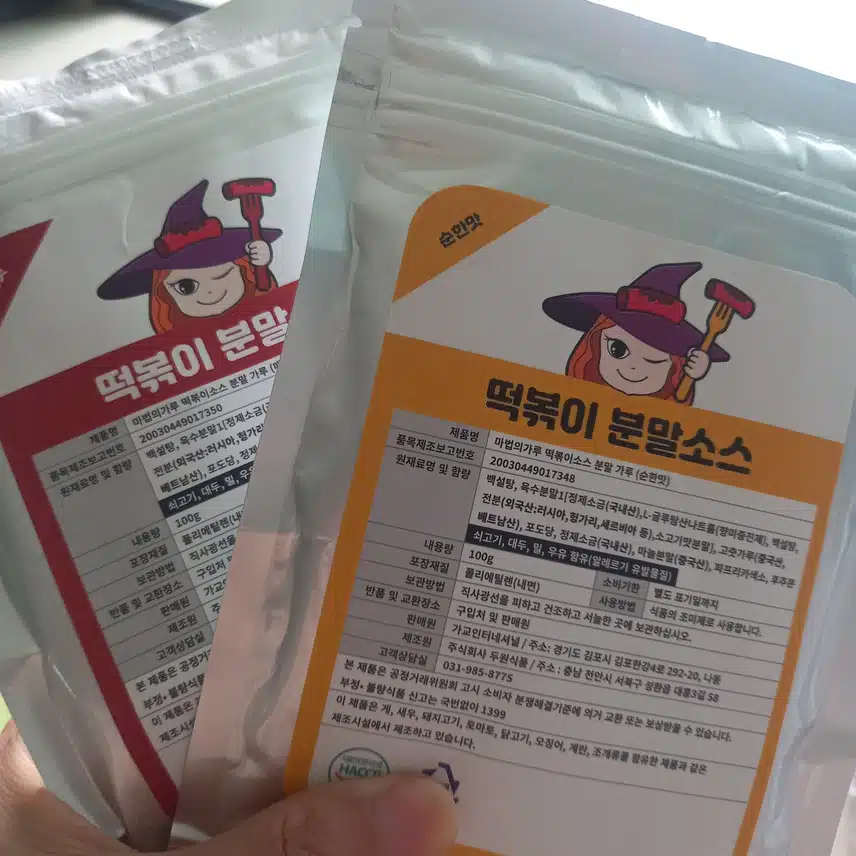 떡볶이 분말
제품명 마법의가루 떡볶이소스 분말 가루
품목제조보고번호 20030449017350
원재료명 및 함량 백설탕, 육수분말1(정제소금
전분(외국산:러시아,헝가리
베트남산), 포도당, 정제
쇠고기, 대두, 밀, 우유
내용량 100g
포장재질 폴리에틸렌(내
보관방법 직사광선을
반품 및 교환장소 구입처 및
판매원 가교인
제조원 주
고객상담실
본 제품은 공정거
부정• 불량식품
이 제품은
제조시설
순한맛
떡볶이 분말소스
제품명 마법의가루 떡볶이소스 분말 가루 (순한맛)
품목제조보고번호 20030449017348
원재료명 및 함량 백설탕, 육수분말1(정제소금(국내산),L-글루탐산나트륨(향미증진제), 백설탕,
전분(외국산:러시아,헝가리,세르비아 등),소고기맛분말), 고춧가루(중국산,
베트남산), 포도당, 정제소금(국내산), 마늘분말(중국산), 파프리카색소, 후추분
쇠고기, 대두, 밀, 우유 함유(알레르기 유발물질)
내용량 100g 소비기한 별도 표기일까지
포장재질 폴리에틸렌(내면) 사용방법 식품의 조미제로 사용합니다.
보관방법 직사광선을 피하고 건조하고 서늘한 곳에 보관하십시오.
반품 및 교환장소 구입처 및 판매원
판매원 가교인터네셔널 / 주소: 경기도 김포시 김포한강4로 292-20, 나동
제조원 주식회사 두원식품 / 주소 : 충남 천안시 서북구 성환읍 대홍3길 58
고객상담실 031-985-8775
본 제품은 공정거래위원회 고시 소비자 분쟁해결기준에 의거 교환 또는 보상받을 수 있습니다.
부정• 불량식품 신고는 국번없이 1399
이 제품은 게, 새우, 돼지고기, 토마토, 닭고기, 오징어, 계란, 조개류를 함유한 제품과 같은
제조시설에서 제조하고 있습니다.
HACCP